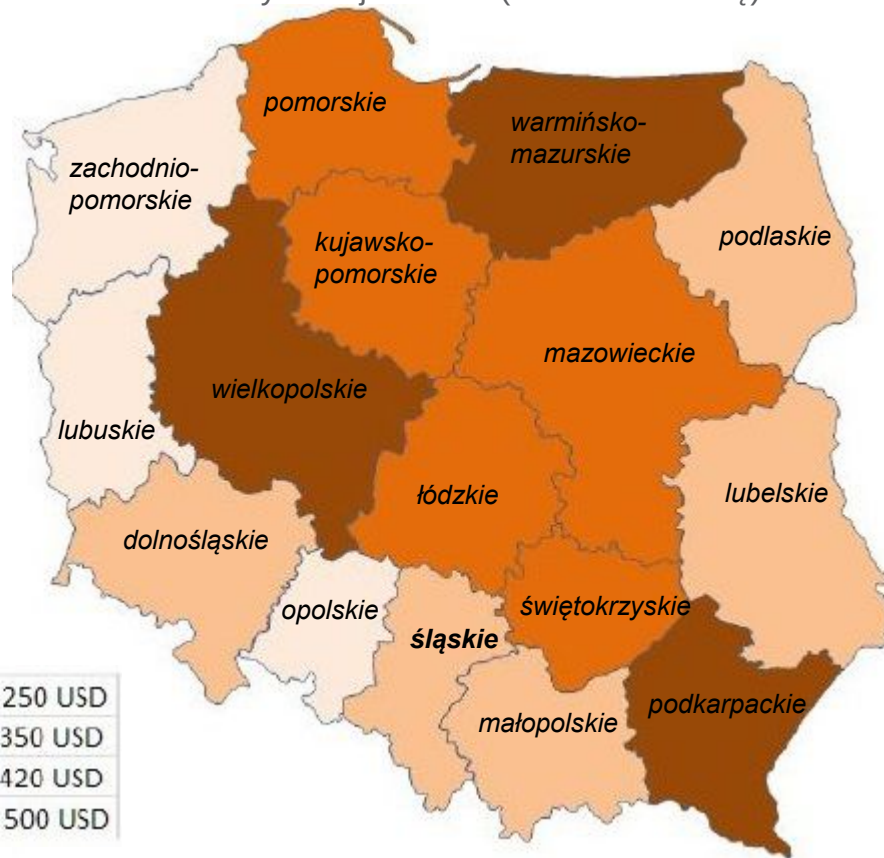 pomorskie
warmińsko-
mazurskie
zachodnio-
pomorskie
podlaskie
kujawsko-
pomorskie
mazowieckie
wielkopolskie
lubuskie
łódzkie
lubelskie
dolnośląskie
opolskie
świętokrzyskie
śląskie
małopolskie
podkarpackie
250 USD
350 USD
420 USD
500 USD